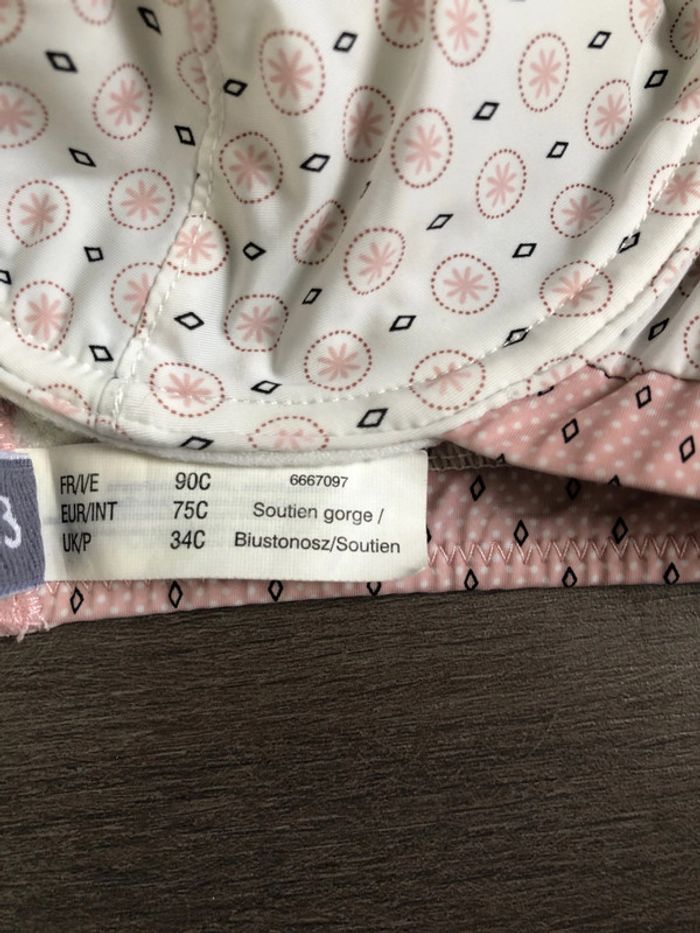 FR/I/E 90C 6667097
EUR/INT 75C Soutien gorge /
UK/P 34C Biustonosz/Soutien